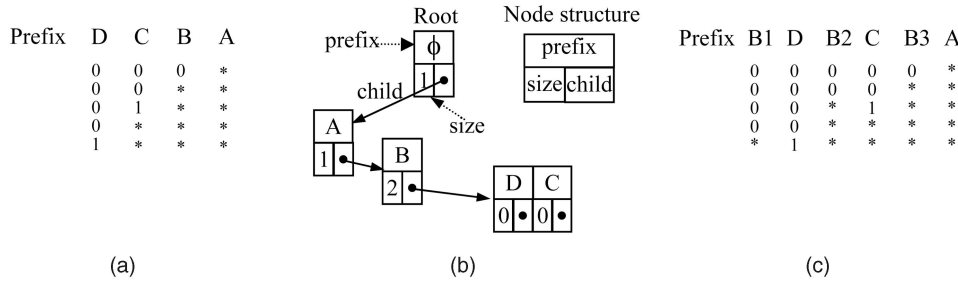 Prefix D C B A
0 0 0 *
0 0 * *
0 1 * *
0 * * *
1 * * *
(a)
Root
prefix
ϕ
1
child
size
A
1
B
2
D C
0 0
Node structure
prefix
size child
(b)
Prefix B1 D B2 C B3 A
0 0 0 0 0 *
0 0 0 0 * *
0 0 * 1 * *
0 0 * * * *
* 1 * * * *
(c)